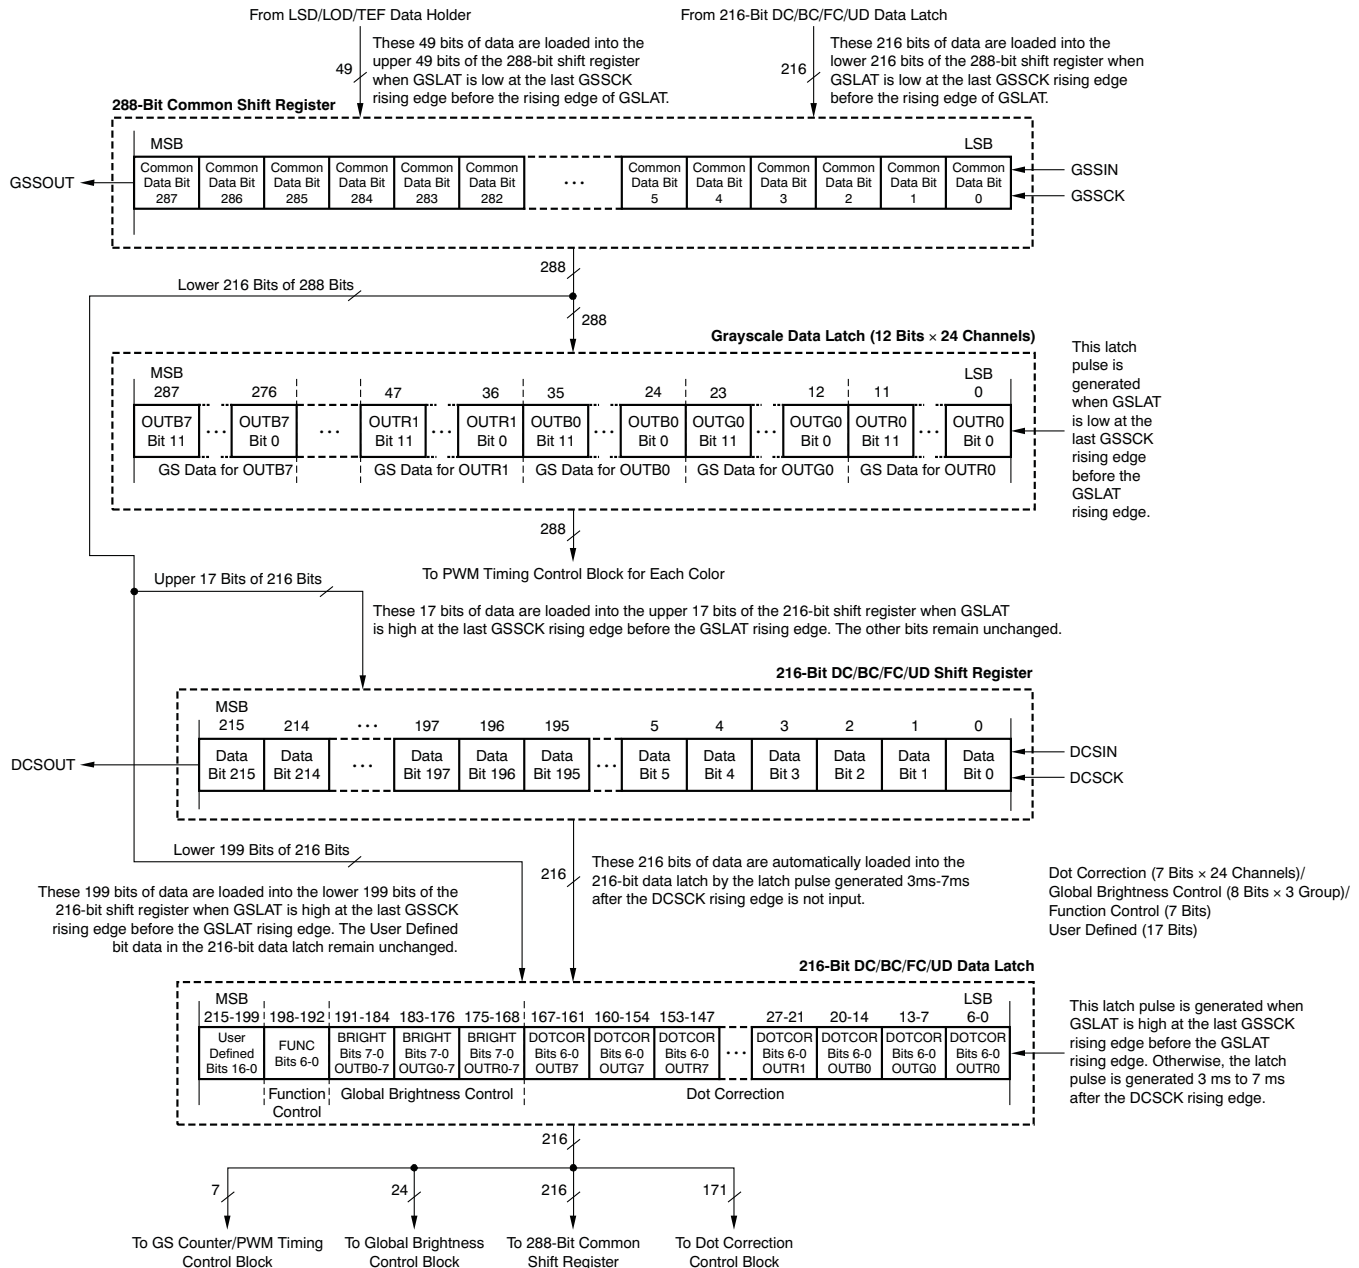 From LSD/LOD/TEF Data Holder
From 216-Bit DC/BC/FC/UD Data Latch
These 49 bits of data are loaded into the
upper 49 bits of the 288-bit shift register
when GSLAT is low at the last GSSCK
rising edge before the rising edge of GSLAT.
49
These 216 bits of data are loaded into the
lower 216 bits of the 288-bit shift register when
GSLAT is low at the last GSSCK rising edge
before the rising edge of GSLAT.
216
288-Bit Common Shift Register
MSB
LSB
GSSOUT
Common Data Bit 287
Common Data Bit 286
Common Data Bit 285
Common Data Bit 284
Common Data Bit 283
Common Data Bit 282
...
Common Data Bit 5
Common Data Bit 4
Common Data Bit 3
Common Data Bit 2
Common Data Bit 1
Common Data Bit 0
GSSIN
GSSCK
288
Lower 216 Bits of 288 Bits
288
Grayscale Data Latch (12 Bits × 24 Channels)
MSB
LSB
287 276 47 36 35 24 23 12 11 0
OUTB7 Bit 11
...
OUTB7 Bit 0
...
OUTR1 Bit 11
...
OUTR1 Bit 0
OUTB0 Bit 11
...
OUTB0 Bit 0
OUTG0 Bit 11
...
OUTG0 Bit 0
OUTR0 Bit 11
...
OUTR0 Bit 0
GS Data for OUTB7
GS Data for OUTR1
GS Data for OUTB0
GS Data for OUTG0
GS Data for OUTR0
This latch
pulse is
generated
when GSLAT
is low at the
last GSSCK
rising edge
before the
GSLAT
rising edge.
288
To PWM Timing Control Block for Each Color
Upper 17 Bits of 216 Bits
These 17 bits of data are loaded into the upper 17 bits of the 216-bit shift register when GSLAT
is high at the last GSSCK rising edge before the GSLAT rising edge. The other bits remain unchanged.
216-Bit DC/BC/FC/UD Shift Register
MSB
215 214 ... 197 196 195 5 4 3 2 1 0
DCSOUT
Data Bit 215
Data Bit 214
...
Data Bit 197
Data Bit 196
Data Bit 195
...
Data Bit 5
Data Bit 4
Data Bit 3
Data Bit 2
Data Bit 1
Data Bit 0
DCSIN
DCSCK
Lower 199 Bits of 216 Bits
These 199 bits of data are loaded into the lower 199 bits of the
216-bit shift register when GSLAT is high at the last GSSCK
rising edge before the GSLAT rising edge. The User Defined
bit data in the 216-bit data latch remain unchanged.
216
These 216 bits of data are automatically loaded into the
216-bit data latch by the latch pulse generated 3ms-7ms
after the DCSCK rising edge is not input.
Dot Correction (7 Bits × 24 Channels)/
Global Brightness Control (8 Bits × 3 Group)/
Function Control (7 Bits)
User Defined (17 Bits)
216-Bit DC/BC/FC/UD Data Latch
MSB
LSB
215-199 198-192 191-184 183-176 175-168 167-161 160-154 153-147 27-21 20-14 13-7 6-0
User Defined Bits 16-0
FUNC Bits 6-0
BRIGHT Bits 7-0 OUTB0-7
BRIGHT Bits 7-0 OUTG0-7
BRIGHT Bits 7-0 OUTR0-7
DOTCOR Bits 6-0 OUTB7
DOTCOR Bits 6-0 OUTG7
DOTCOR Bits 6-0 OUTR7
...
DOTCOR Bits 6-0 OUTR1
DOTCOR Bits 6-0 OUTB0
DOTCOR Bits 6-0 OUTG0
DOTCOR Bits 6-0 OUTR0
Function
Control
Global Brightness Control
Dot Correction
This latch pulse is generated when
GSLAT is high at the last GSSCK
rising edge before the GSLAT
rising edge. Otherwise, the latch
pulse is generated 3 ms to 7 ms
after the DCSCK rising edge.
216
7
24
216
171
To GS Counter/PWM Timing
Control Block
To Global Brightness
Control Block
To 288-Bit Common
Shift Register
To Dot Correction
Control Block